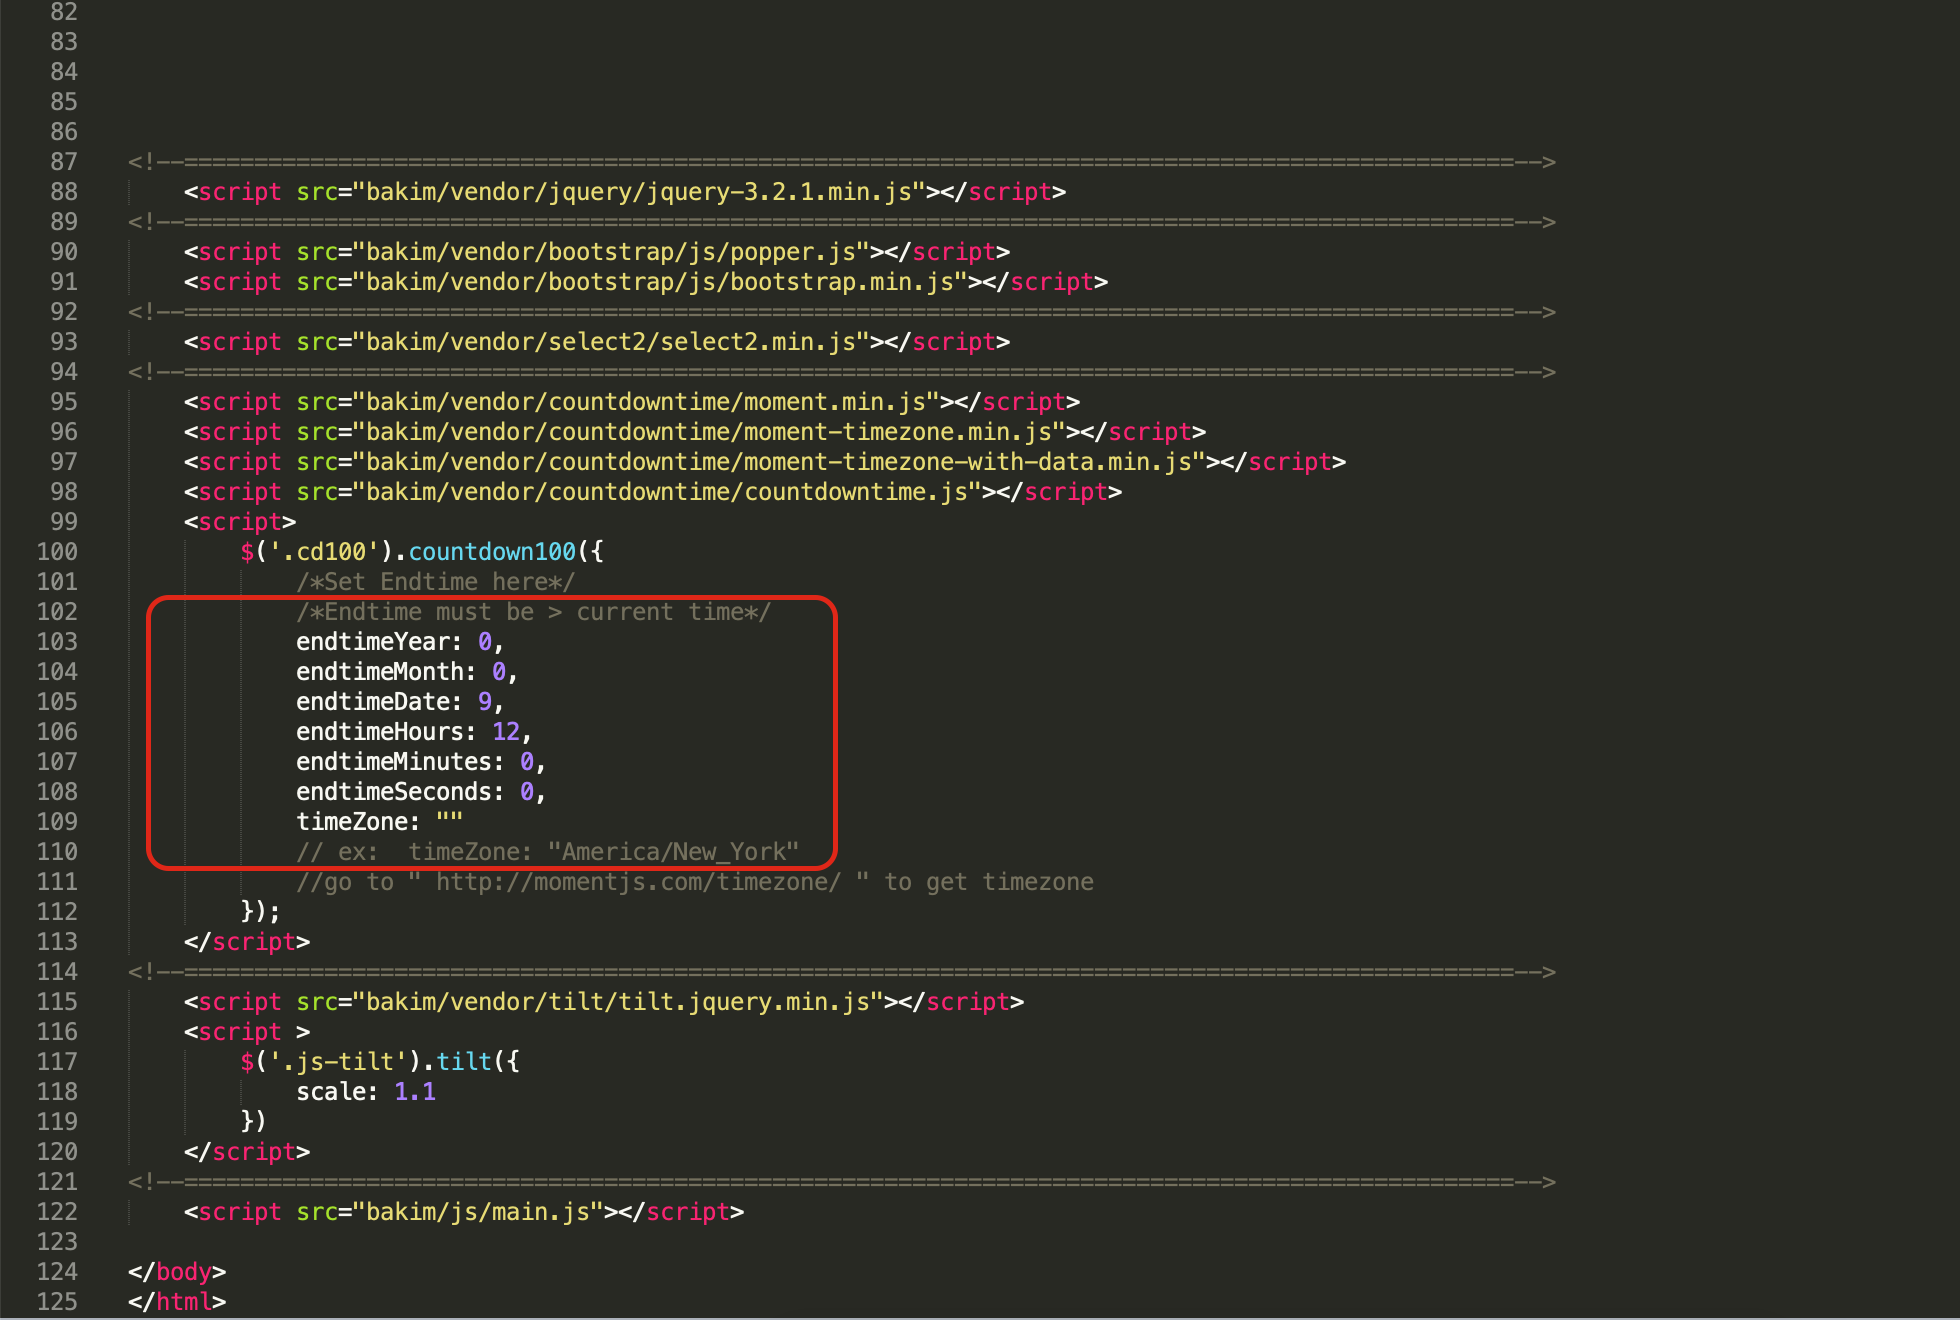 82
83
84
85
86
87 <!--===============================================================================================-->
88 <script src="bakim/vendor/jquery/jquery-3.2.1.min.js"></script>
89 <!--===============================================================================================-->
90 <script src="bakim/vendor/bootstrap/js/popper.js"></script>
91 <script src="bakim/vendor/bootstrap/js/bootstrap.min.js"></script>
92 <!--===============================================================================================-->
93 <script src="bakim/vendor/select2/select2.min.js"></script>
94 <!--===============================================================================================-->
95 <script src="bakim/vendor/countdowntime/moment.min.js"></script>
96 <script src="bakim/vendor/countdowntime/moment-timezone.min.js"></script>
97 <script src="bakim/vendor/countdowntime/moment-timezone-with-data.min.js"></script>
98 <script src="bakim/vendor/countdowntime/countdowntime.js"></script>
99 <script>
100 $('.cd100').countdown100({
101 /*Set Endtime here*/
102 /*Endtime must be > current time*/
103 endtimeYear: 0,
104 endtimeMonth: 0,
105 endtimeDate: 9,
106 endtimeHours: 12,
107 endtimeMinutes: 0,
108 endtimeSeconds: 0,
109 timeZone: ""
110 // ex:  timeZone: "America/New_York"
111 //go to " http://momentjs.com/timezone/ " to get timezone
112 });
113 </script>
114 <!--===============================================================================================-->
115 <script src="bakim/vendor/tilt/tilt.jquery.min.js"></script>
116 <script >
117 $('.js-tilt').tilt({
118 scale: 1.1
119 })
120 </script>
121 <!--===============================================================================================-->
122 <script src="bakim/js/main.js"></script>
123
124 </body>
125 </html>